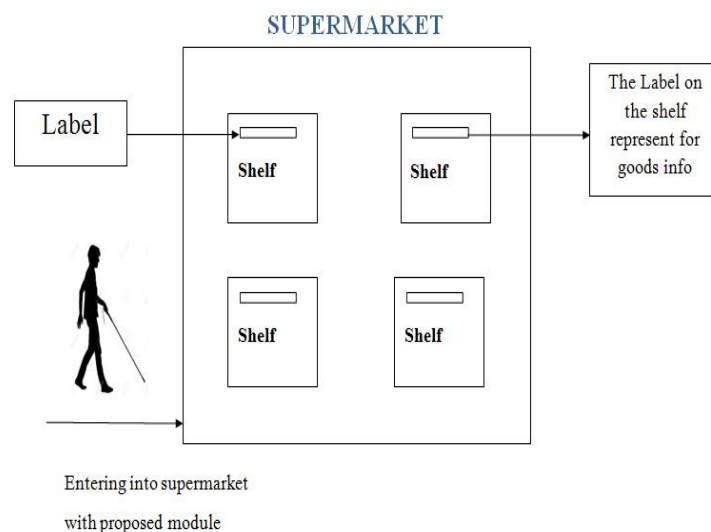 SUPERMARKET
Label
The Label on
the shelf
represent for
goods info
Shelf
Shelf
Shelf
Shelf
Entering into supermarket
with proposed module